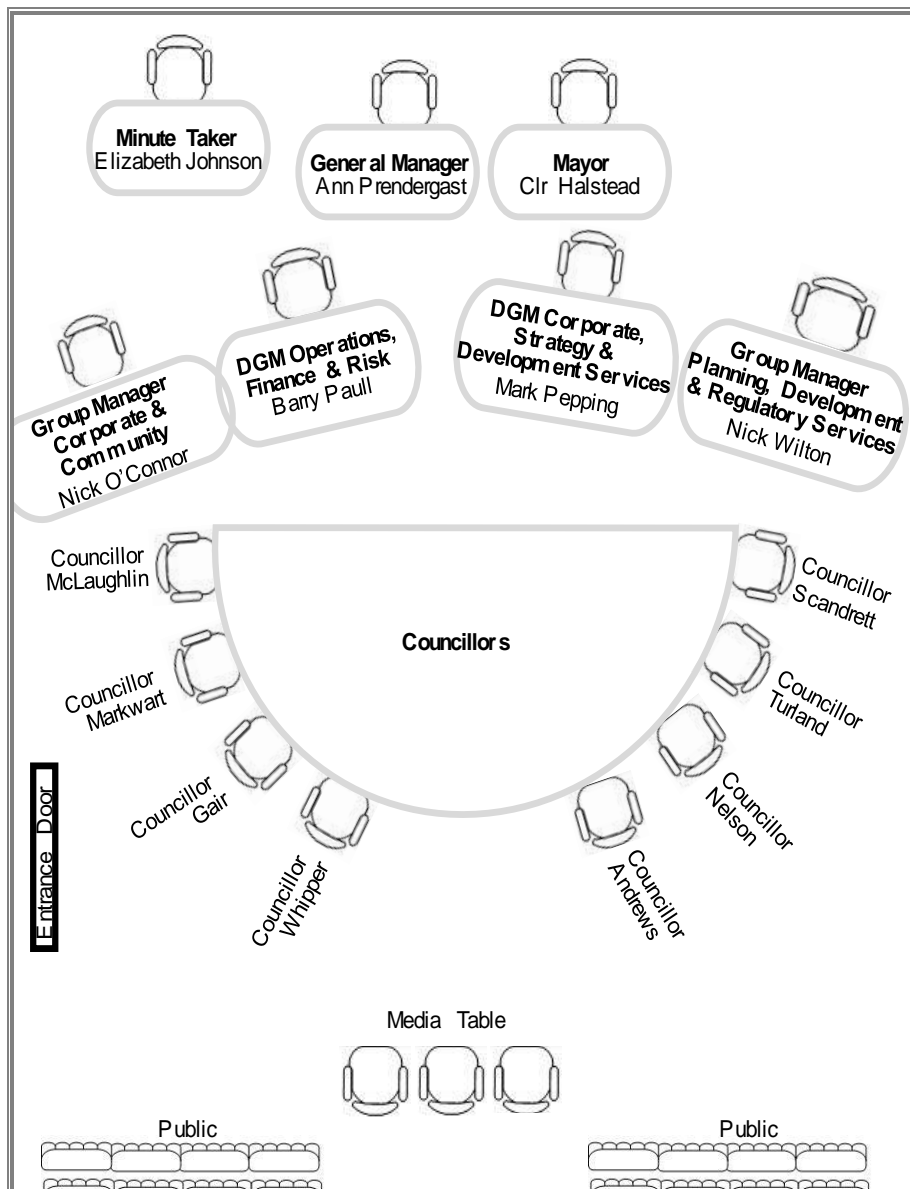 Minute Taker
Elizabeth Johnson
General Manager
Ann Prendergast
Mayor
Clr Halstead
Group Manager
Corporate &
Community
Nick O'Connor
DGM Operations,
Finance & Risk
Barry Paull
DGM Corporate,
Strategy &
Development Services
Mark Pepping
Group Manager
Planning, Development
& Regulatory Services
Nick Wilton
Councillor
McLaughlin
Councillor
Scandrett
Councillors
Councillor
Markwart
Councillor
Turland
Councillor
Gair
Councillor
Nelson
Councillor
Whipper
Councillor
Andrews
Entrance Door
Media Table
Public
Public